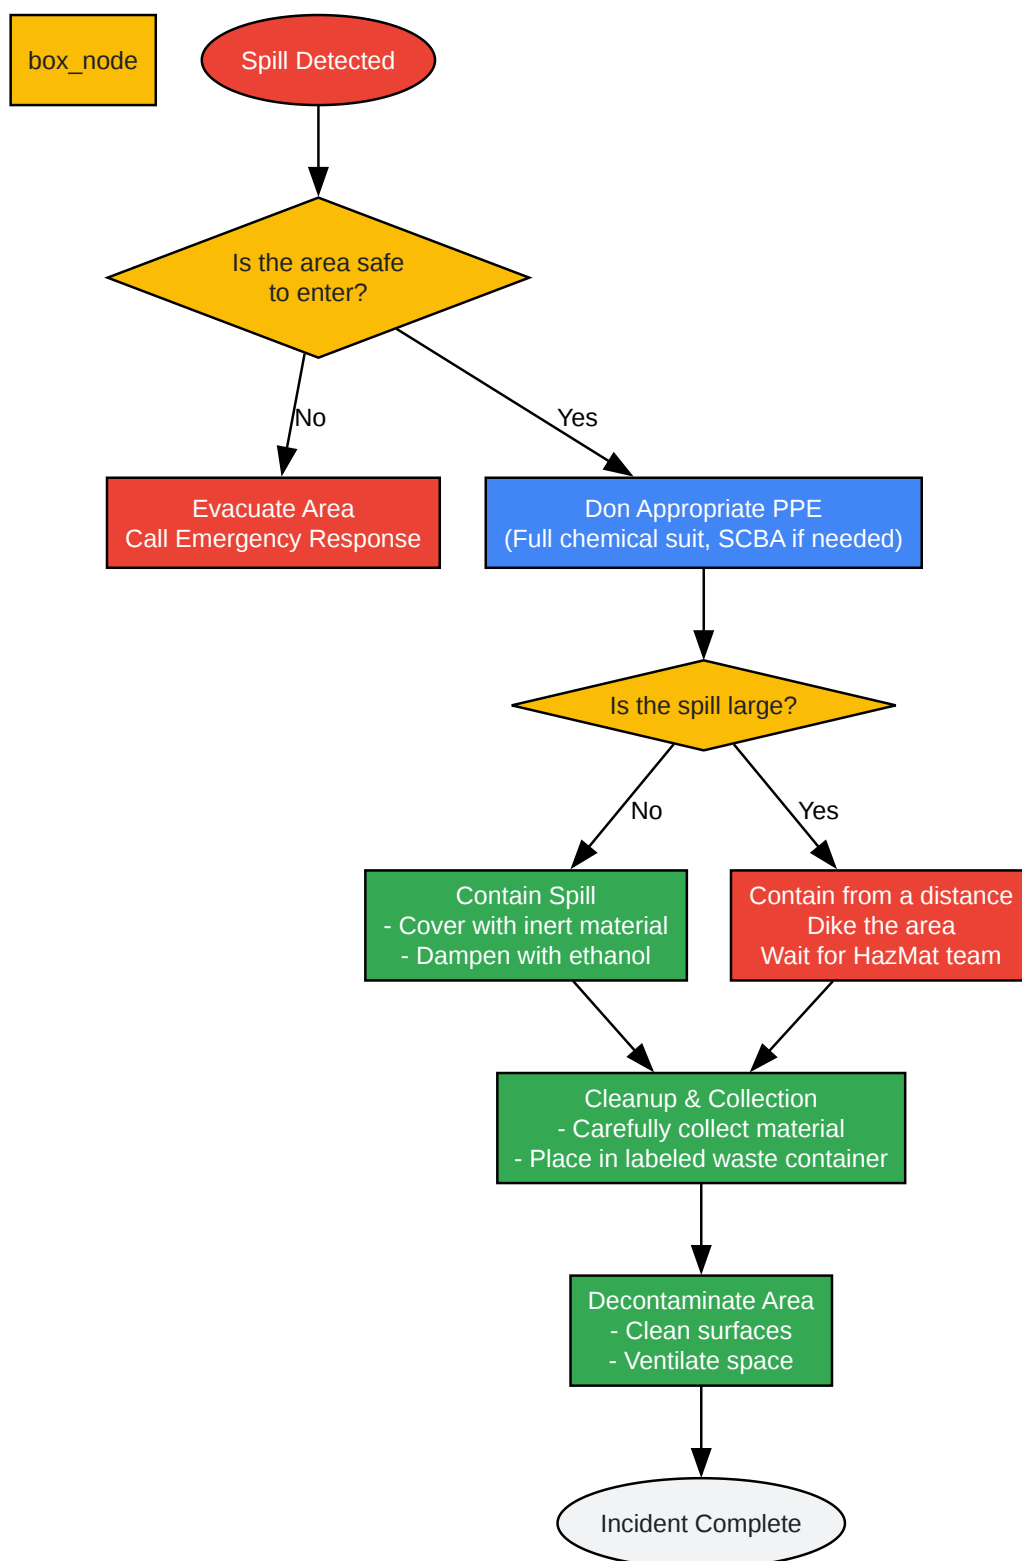 box_node
Spill Detected
Is the area safe
to enter?
No
Yes
Evacuate Area
Call Emergency Response
Don Appropriate PPE
(Full chemical suit, SCBA if needed)
Is the spill large?
No
Yes
Contain Spill
- Cover with inert material
- Dampen with ethanol
Contain from a distance
Dike the area
Wait for HazMat team
Cleanup & Collection
- Carefully collect material
- Place in labeled waste container
Decontaminate Area
- Clean surfaces
- Ventilate space
Incident Complete